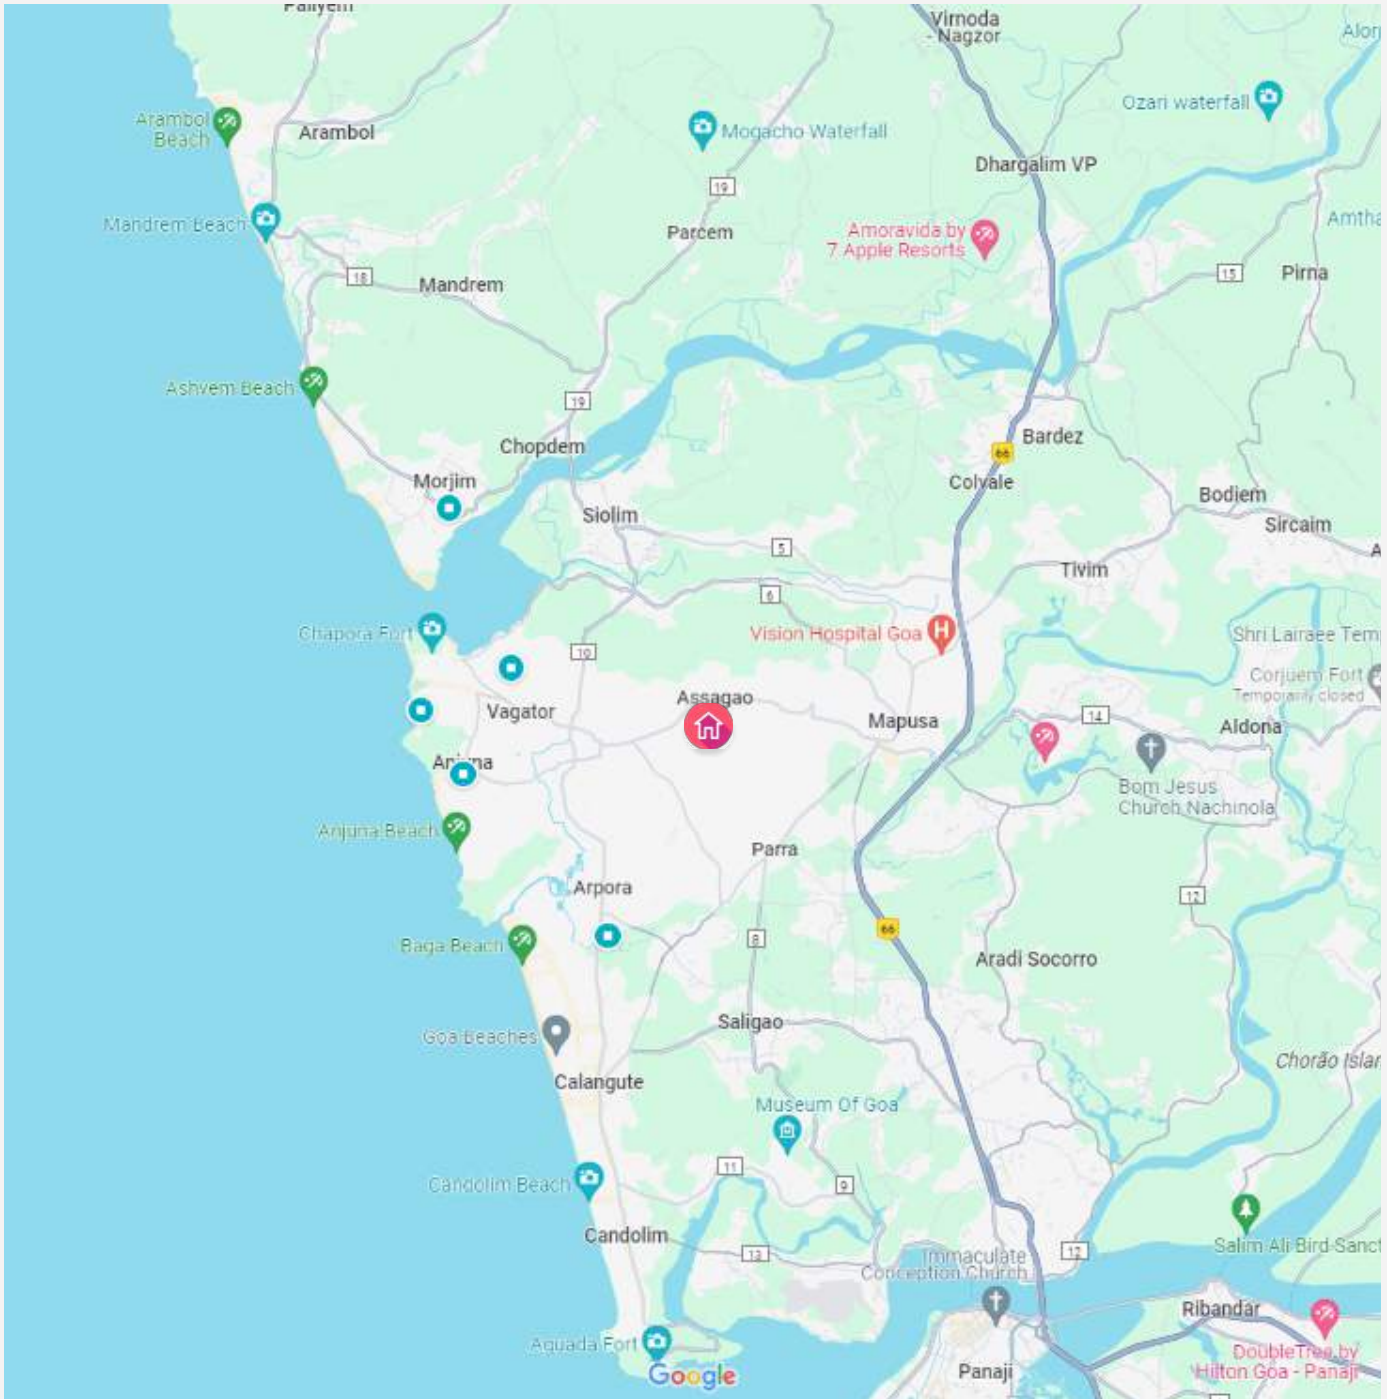 Paliyem
Virnoda
- Nagzor
Ozari waterfall
Arambol
Beach
Arambol
Mogacho Waterfall
Dhargalim VP
19
Mandrem Beach
Parcem
Amoravida by
7 Apple Resorts
18
Mandrem
15
Pirna
Ashvem Beach
19
Chopdem
Bardez
66
Morjim
Colvale
Bodiem
Siolim
Sircaim
5
Tivim
6
Chapora Fort
Vision Hospital Goa
Shri Lairaee Tem
10
Corjuem Fort
Temporarily closed
Assagao
Vagator
Mapusa
14
Aldona
Bom Jesus
Church Nachinola
Anjuna Beach
Parra
Arpora
12
66
8
Baga Beach
Aradi Socorro
Saligao
Goa Beaches
Chorão Islan
Calangute
Museum Of Goa
11
9
Candolim Beach
Candolim
13
Immaculate
Conception Church
12
Salim Ali Bird Sanct
Ribandar
Aguada Fort
DoubleTree by
Hilton Goa - Panaji
Panaji
Google